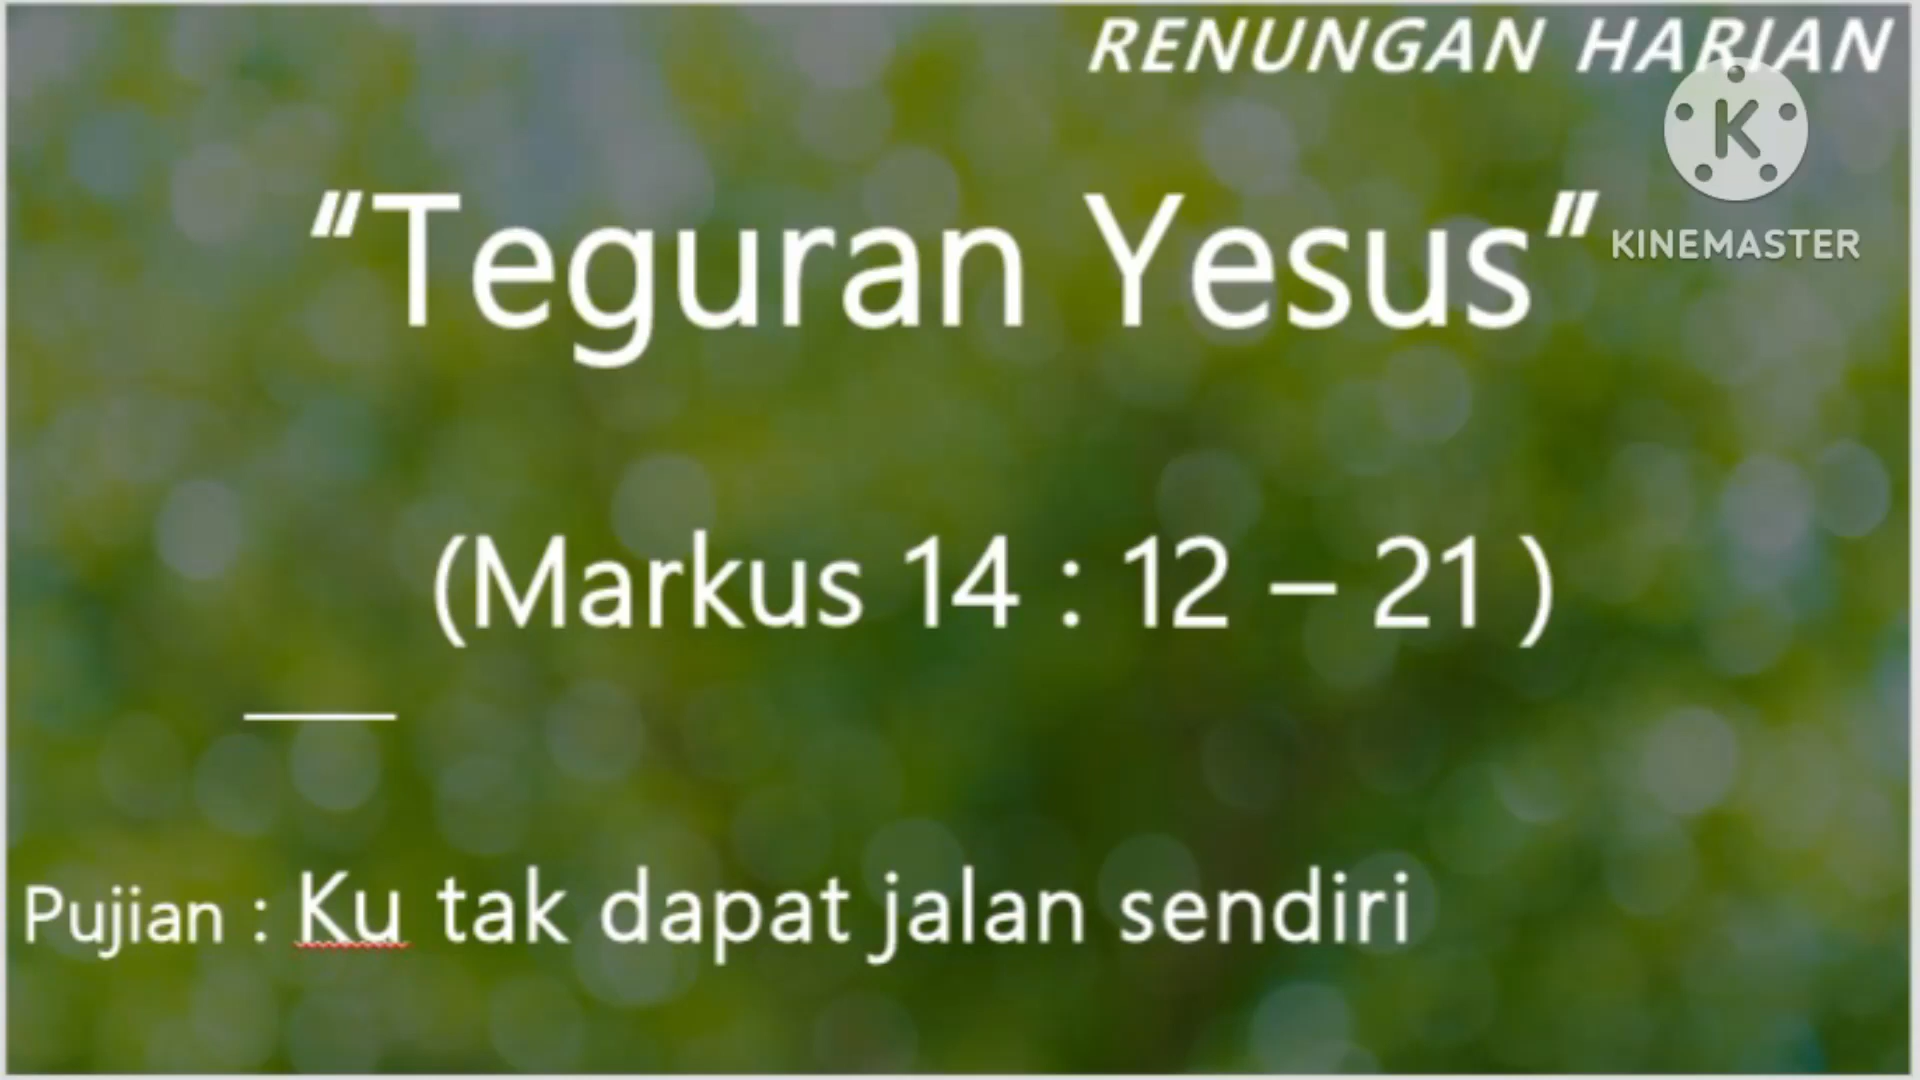 RENUNGAN HARIAN
K
KINEMASTER
"Teguran Yesus"
(Markus 14 : 12 – 21 )
Pujian : Ku tak dapat jalan sendiri